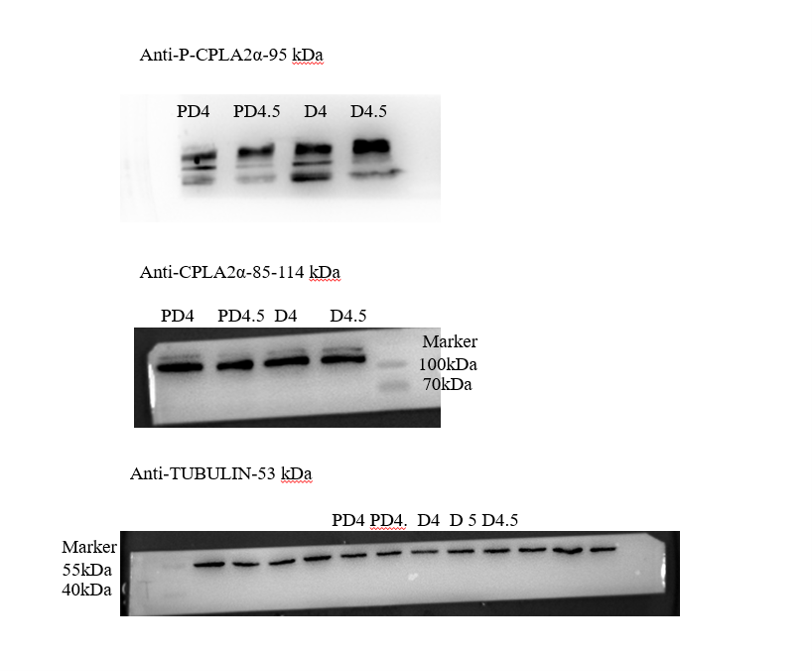 Anti-P-CPLA2α-95 kDa
PD4 PD4.5 D4 D4.5
Anti-CPLA2α-85-114 kDa
PD4 PD4.5 D4 D4.5
Marker
100kDa
70kDa
Anti-TUBULIN-53 kDa
PD4 PD4. D4 D 5 D4.5
Marker
55kDa
40kDa